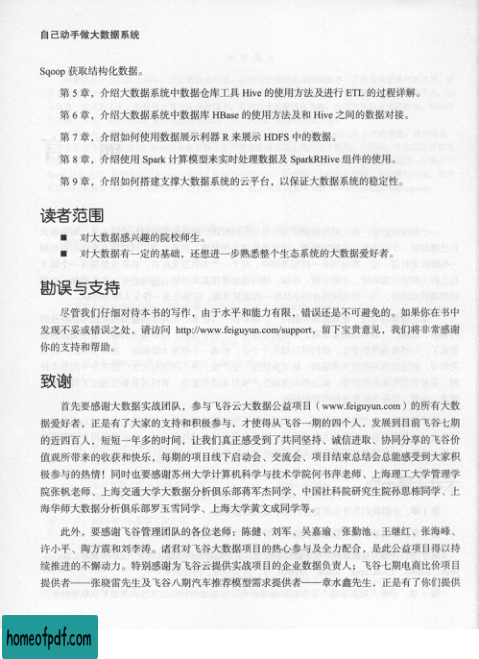 自己动手做大数据系统
Sqoop 获取结构化数据。
第 5 章，介绍大数据系统中数据仓库工具 Hive 的使用方法及进行 ETL 的过程详解。
第 6 章，介绍大数据系统中数据库 HBase 的使用方法及和 Hive 之间的数据对接。
第 7 章，介绍如何使用数据展示利器 R 来展示 HDFS 中的数据。
第 8 章，介绍使用 Spark 计算模型来实时处理数据及 SparkRHive 组件的使用。
第 9 章，介绍如何搭建支撑大数据系统的云平台，以保证大数据系统的稳定性。
读者范围
■ 对大数据感兴趣的院校师生。
■ 对大数据有一定的基础，还想进一步熟悉整个生态系统的大数据爱好者。
勘误与支持
尽管我们仔细对待本书的写作，由于水平和能力有限，错误还是不可避免的。如果你在书中
发现不妥或错误之处，请访问 http://www.feiguyun.com/support，留下宝贵意见，我们将非常感谢
你的支持和帮助。
致谢
首先要感谢大数据实战团队，参与飞谷云大数据公益项目（www.feiguyun.com）的所有大数
据爱好者，正是有了大家的支持和积极参与，才使得从飞谷一期的四个人，发展到目前飞谷七期
的近四百人，短短一年多的时间，让我们真正感受到了共同坚持、诚信进取、协同分享的飞谷价
值观所带来的收获和快乐，每期的项目线下启动会、交流会、项目结束总结会总能感受到大家积
极参与的热情！同时也要感谢苏州大学计算机科学与技术学院何书萍老师、上海理工大学管理学
院张帆老师、上海交通大学大数据分析俱乐部蒋军杰同学、中国社科院研究生院孙思栋同学、上
海华师大数据分析俱乐部罗玉雪同学、上海大学黄文成同学等。
此外，要感谢飞谷管理团队的各位老师：陈健、刘军、吴嘉瑜、张勤池、王继红、张海峰、
许小平、陶方震和刘李涛。诸君对飞谷大数据项目的热心参与及全力配合，是此公益项目得以持
续推进的不懈动力。特别感谢为飞谷云提供实战项目的企业数据负责人；飞谷七期电商比价项目
提供者——张晓雷先生及飞谷八期汽车推荐模型需求提供者——章水鑫先生，正是有了你们提供
homeofpdf.com